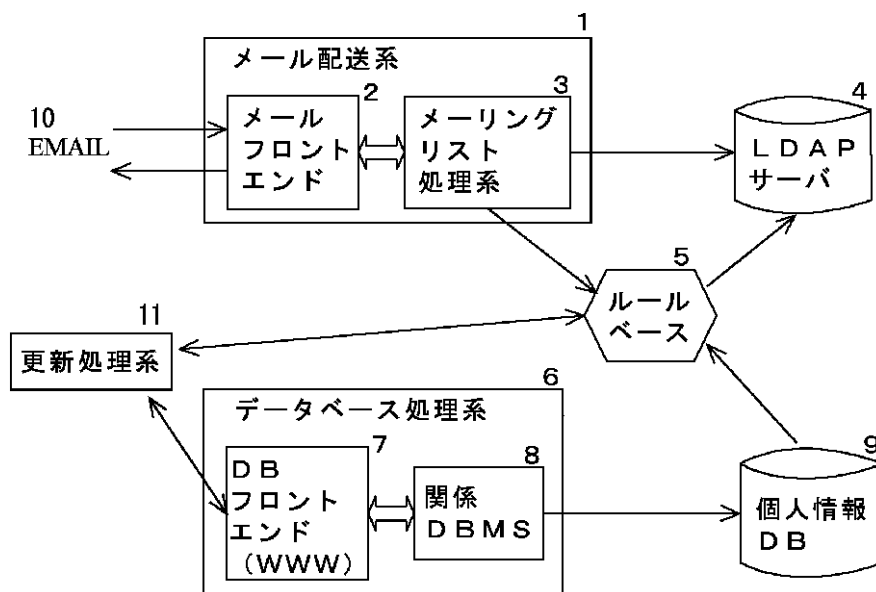 1
メール配送系
2
3
4
10
EMAIL
メール
フロント
エンド
メーリング
リスト
処理系
LDAP
サーバ
5
ルール
ベース
11
更新処理系
6
データベース処理系
7
8
9
DB
フロント
エンド
(WWW)
関係
DBMS
個人情報
DB